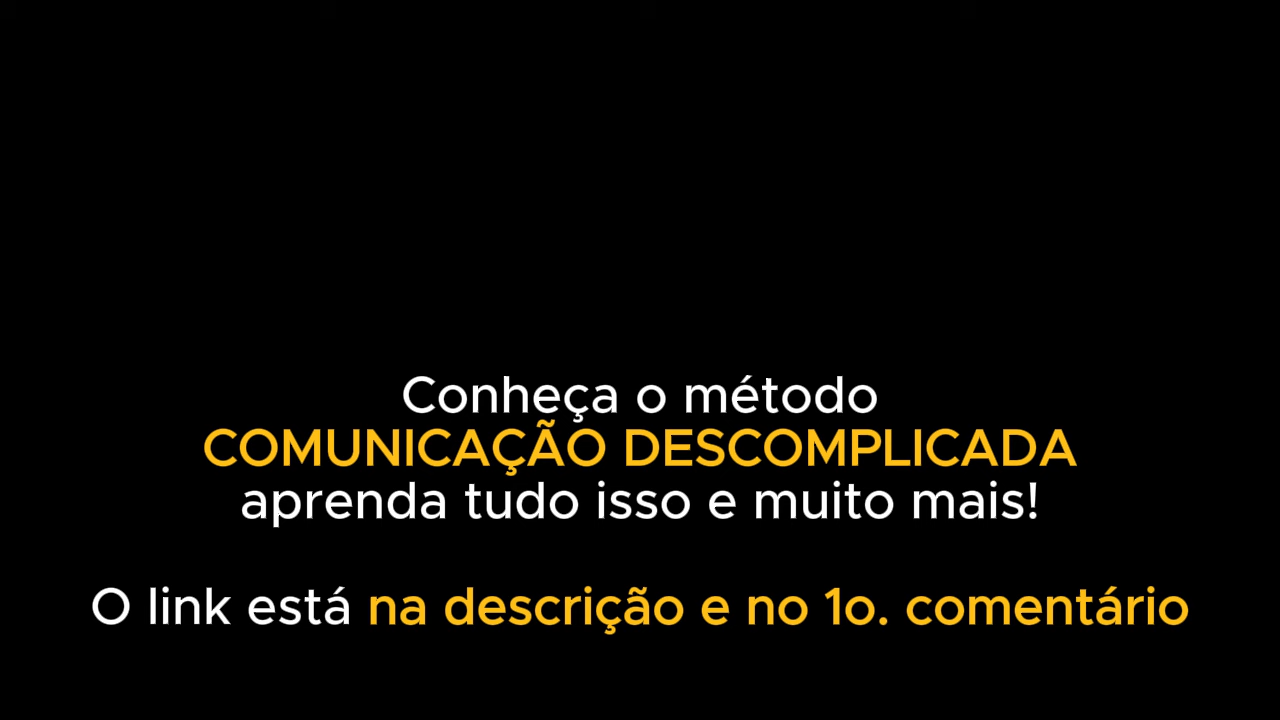 Conheça o método
COMUNICAÇÃO DESCOMPLICADA
aprenda tudo isso e muito mais!
O link está na descrição e no 1o. comentário